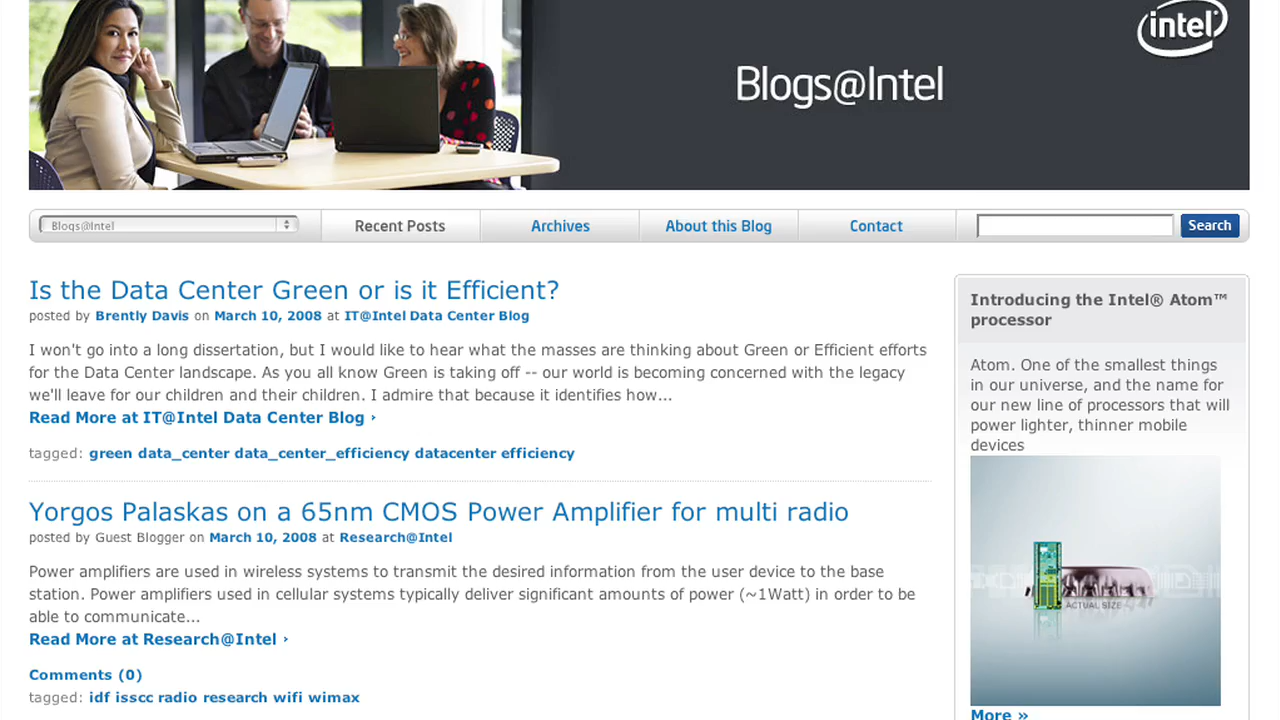 intel
Blogs@Intel
Blogs@Intel
Recent Posts
Archives
About this Blog
Contact
Search
Is the Data Center Green or is it Efficient?
posted by Brently Davis on March 10, 2008 at IT@Intel Data Center Blog
I won't go into a long dissertation, but I would like to hear what the masses are thinking about Green or Efficient efforts
for the Data Center landscape. As you all know Green is taking off -- our world is becoming concerned with the legacy
we'll leave for our children and their children. I admire that because it identifies how...
Read More at IT@Intel Data Center Blog ›
tagged: green data_center data_center_efficiency datacenter efficiency
Yorgos Palaskas on a 65nm CMOS Power Amplifier for multi radio
posted by Guest Blogger on March 10, 2008 at Research@Intel
Power amplifiers are used in wireless systems to transmit the desired information from the user device to the base
station. Power amplifiers used in cellular systems typically deliver significant amounts of power (~1Watt) in order to be
able to communicate...
Read More at Research@Intel ›
Comments (0)
tagged: idf isscc radio research wifi wimax
Introducing the Intel® Atom™
processor
Atom. One of the smallest things
in our universe, and the name for
our new line of processors that will
power lighter, thinner mobile
devices
ACTUAL SIZE
More »